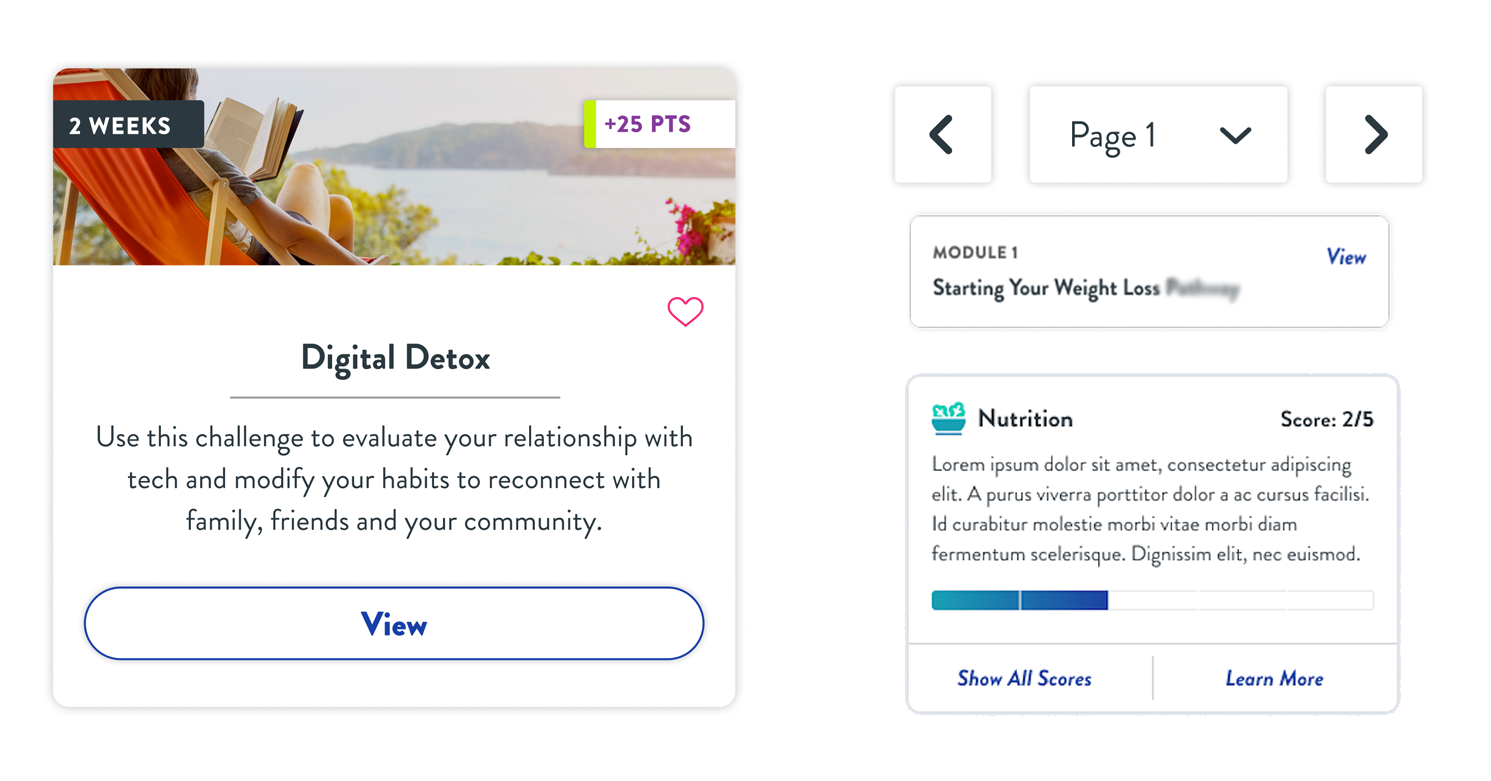 2 WEEKS
+25 PTS
Digital Detox
Use this challenge to evaluate your relationship with
tech and modify your habits to reconnect with
family, friends and your community.
View
Page 1
MODULE 1
View
Starting Your Weight Loss
Nutrition
Score: 2/5
Lorem ipsum dolor sit amet, consectetur adipiscing
elit. A purus viverra porttitor dolor a ac cursus facilisi.
Id curabitur molestie morbi vitae morbi diam
fermentum scelerisque. Dignissim elit, nec euismod.
Show All Scores
Learn More